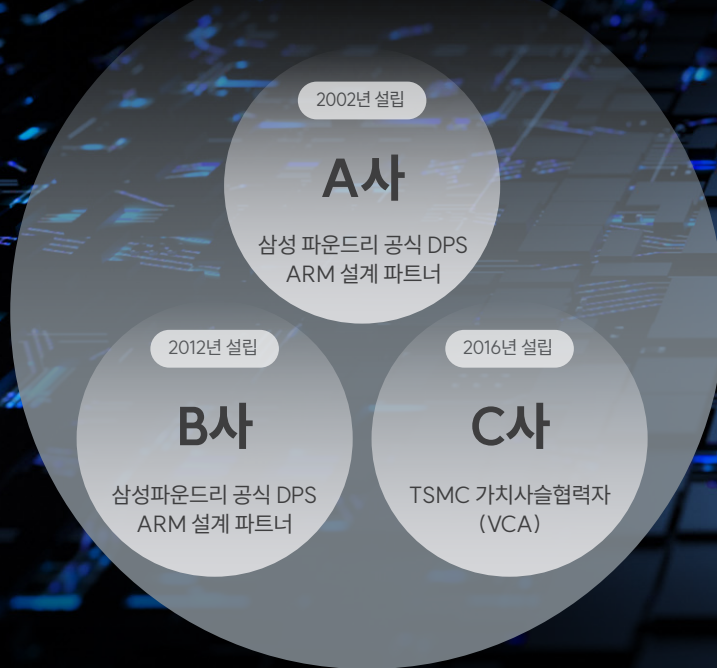 2002년 설립
A사
삼성 파운드리 공식 DPS
ARM 설계 파트너
2012년 설립
B사
삼성파운드리 공식 DPS
ARM 설계 파트너
2016년 설립
C사
TSMC 가치사슬협력자
(VCA)